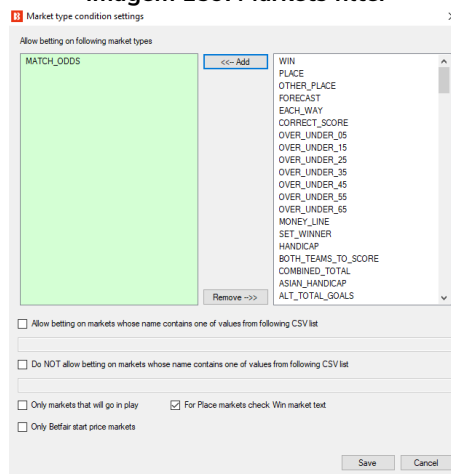 Market type condition settings
Allow betting on following market types
MATCH_ODDS
<<-- Add
Remove -->>
WIN
PLACE
OTHER_PLACE
FORECAST
EACH_WAY
CORRECT_SCORE
OVER_UNDER_05
OVER_UNDER_15
OVER_UNDER_25
OVER_UNDER_35
OVER_UNDER_45
OVER_UNDER_55
OVER_UNDER_65
MONEY_LINE
SET_WINNER
HANDICAP
BOTH_TEAMS_TO_SCORE
COMBINED_TOTAL
ASIAN_HANDICAP
ALT_TOTAL_GOALS
Allow betting on markets whose name contains one of values from following CSV list
Do NOT allow betting on markets whose name contains one of values from following CSV list
Only markets that will go in play
For Place markets check Win market text
Only Betfair start price markets
Save
Cancel